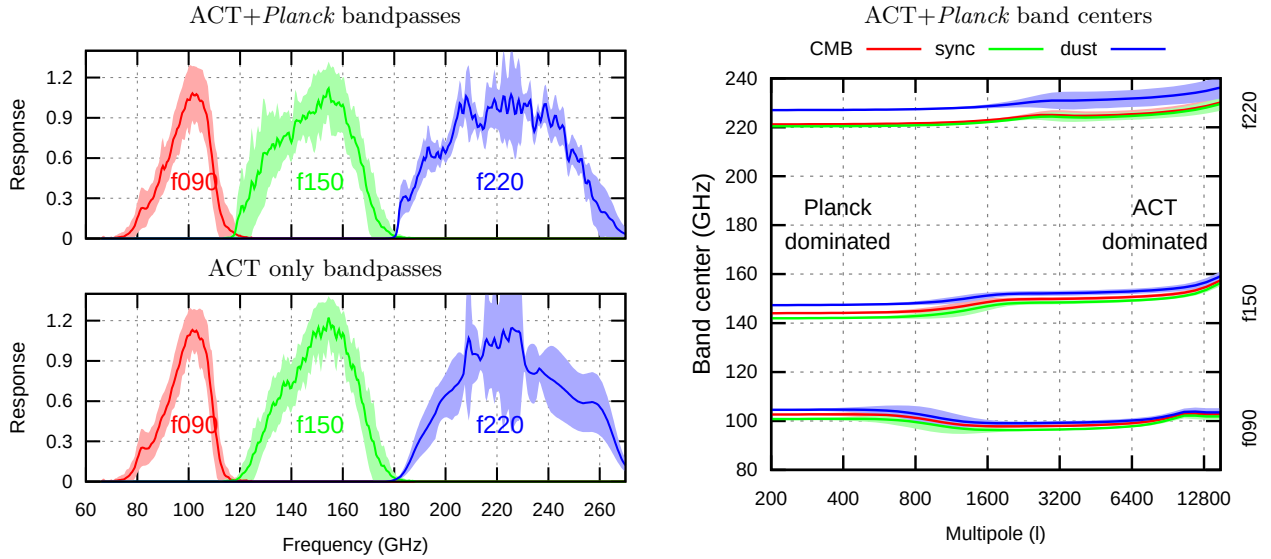 ACT+Planck bandpasses
1.2
0.9
0.6
0.3
0
Response
f090
f150
f220
ACT only bandpasses
1.2
0.9
0.6
0.3
0
Response
f090
f150
f220
60 80 100 120 140 160 180 200 220 240 260
Frequency (GHz)
ACT+Planck band centers
CMB sync dust
240
220
200
180
160
140
120
100
80
Band center (GHz)
Planck
dominated
ACT
dominated
f220
f150
f090
200 400 800 1600 3200 6400 12800
Multipole (l)